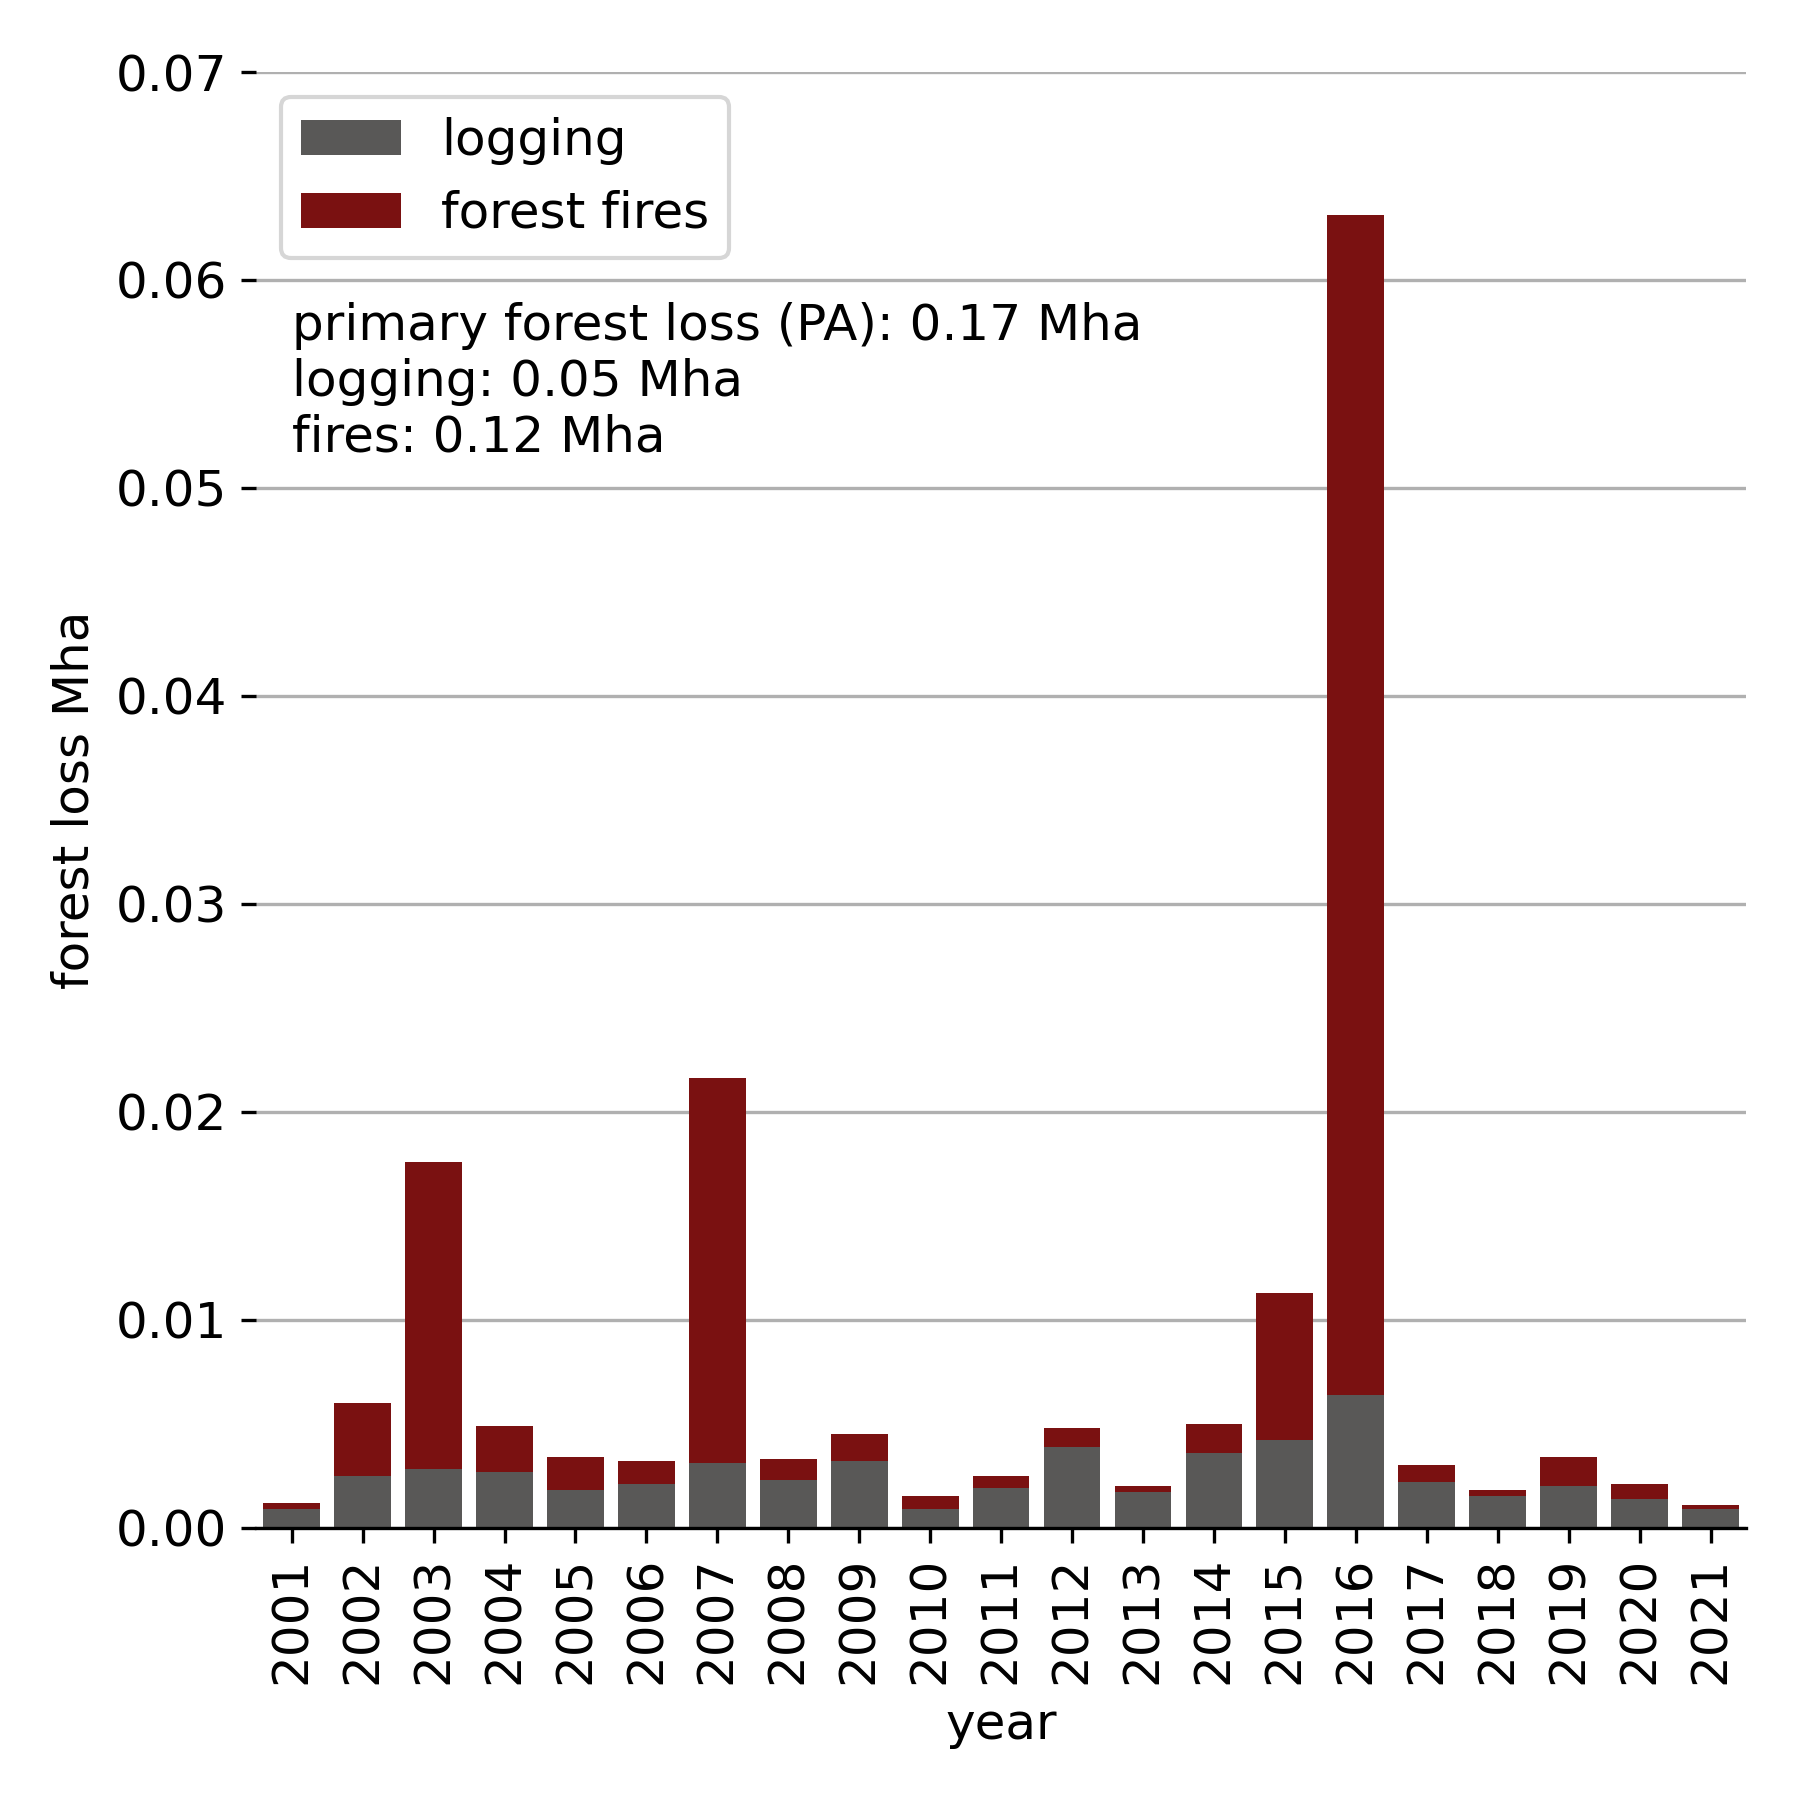 0.07
logging
forest fires
0.06
primary forest loss (PA): 0.17 Mha
logging: 0.05 Mha
fires: 0.12 Mha
0.05
forest loss Mha
0.04
0.03
0.02
0.01
0.00
2001 2002 2003 2004 2005 2006 2007 2008 2009 2010 2011 2012 2013 2014 2015 2016 2017 2018 2019 2020 2021
year